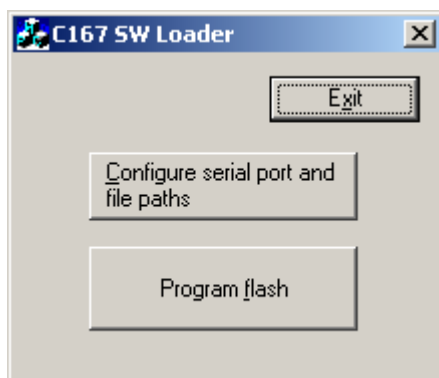 C167 SW Loader
Exit
Configure serial port and
file paths
Program flash